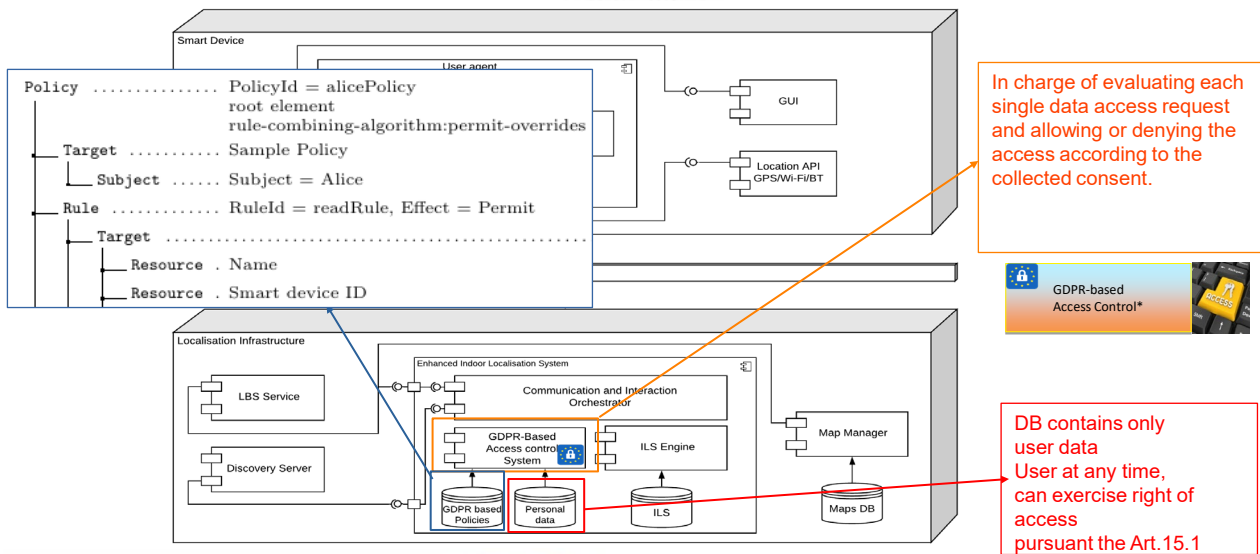 Smart Device
User agent
GUI
Location API
GPS/Wi-Fi/BT
Policy ............... PolicyId = alicePolicy
root element
rule-combining-algorithm:permit-overrides
Target ........... Sample Policy
Subject ...... Subject = Alice
Rule ............. RuleId = readRule, Effect = Permit
Target ................................................
Resource . Name
Resource . Smart device ID
In charge of evaluating each
single data access request
and allowing or denying the
access according to the
collected consent.
GDPR-based
Access Control*
ACCESS
Shift
Localisation Infrastructure
Enhanced Indoor Localisation System
LBS Service
Communication and Interaction
Orchestrator
GDPR-Based
Access control
System
ILS Engine
Map Manager
Discovery Server
GDPR based
Policies
Personal
data
ILS
Maps DB
DB contains only
user data
User at any time,
can exercise right of
access
pursuant the Art.15.1